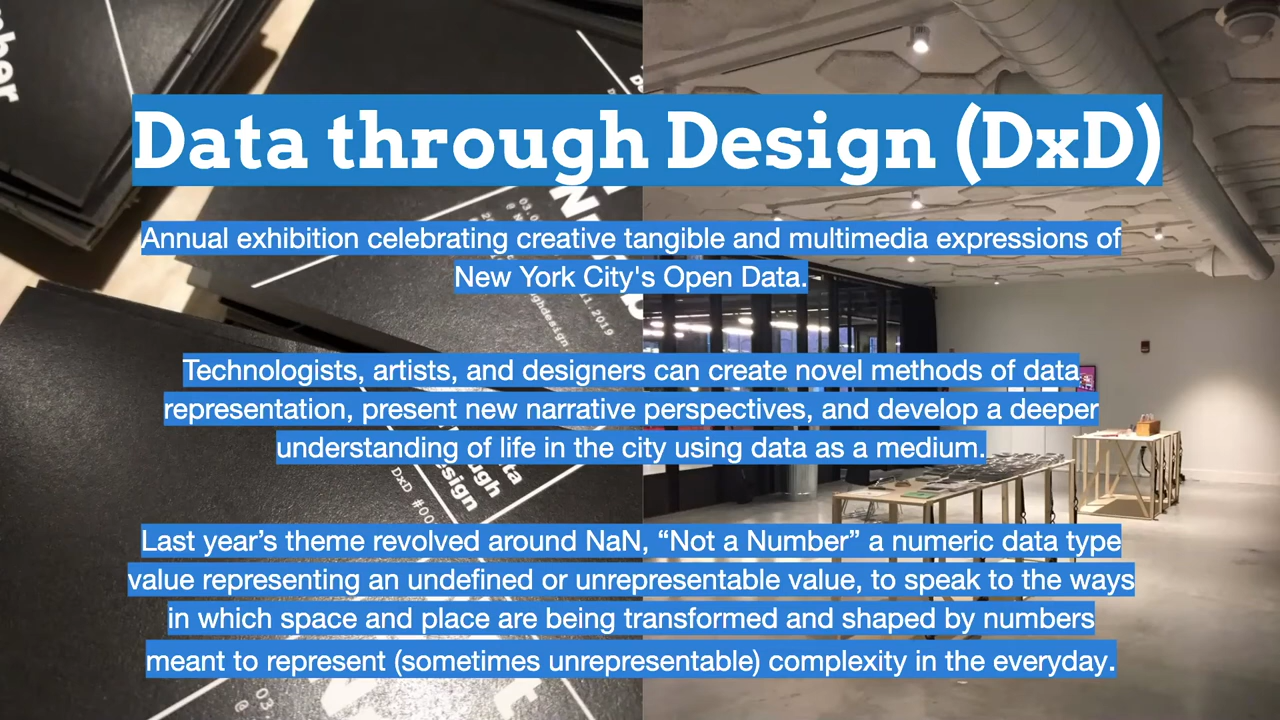 Data through Design (DxD)
Annual exhibition celebrating creative tangible and multimedia expressions of
New York City's Open Data.
Technologists, artists, and designers can create novel methods of data
representation, present new narrative perspectives, and develop a deeper
understanding of life in the city using data as a medium.
DxD
Last year’s theme revolved around NaN, “Not a Number” a numeric data type
value representing an undefined or unrepresentable value, to speak to the ways
in which space and place are being transformed and shaped by numbers
meant to represent (sometimes unrepresentable) complexity in the everyday.